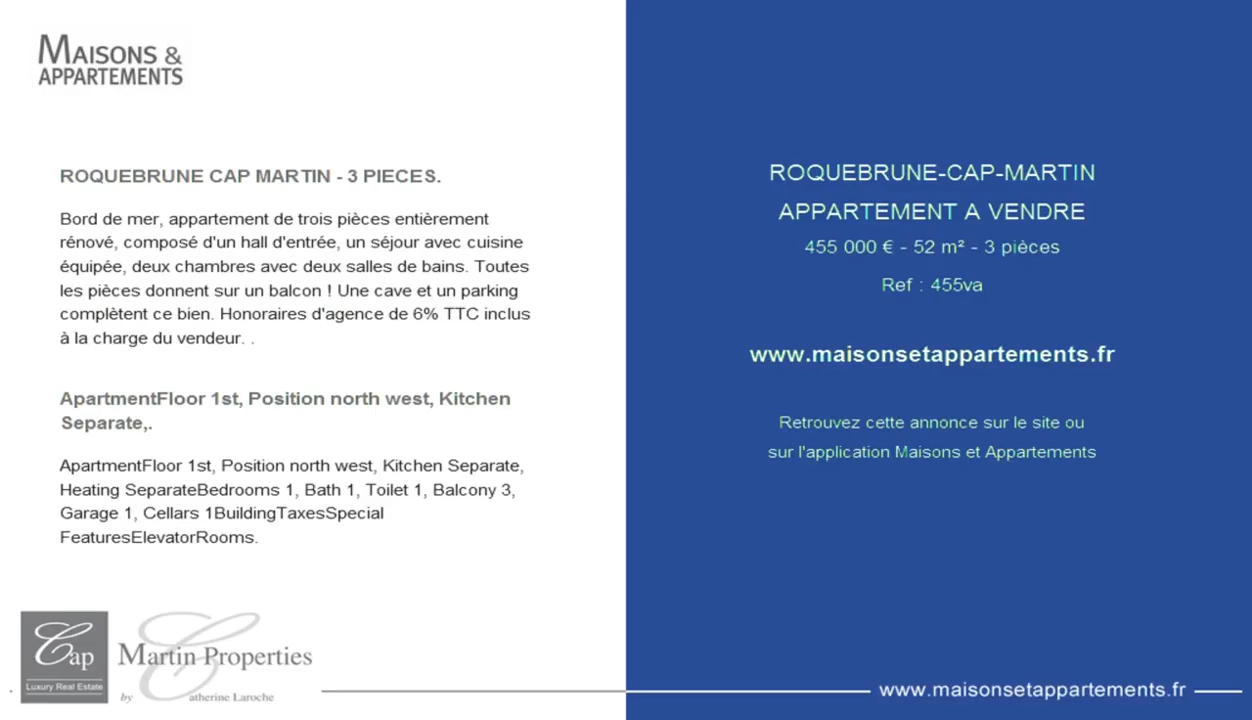 MAISONS &
APPARTEMENTS
ROQUEBRUNE CAP MARTIN - 3 PIECES.
Bord de mer, appartement de trois pièces entièrement
rénové, composé d'un hall d'entrée, un séjour avec cuisine
équipée, deux chambres avec deux salles de bains. Toutes
les pièces donnent sur un balcon ! Une cave et un parking
complètent ce bien. Honoraires d'agence de 6% TTC inclus
à la charge du vendeur. .
ApartmentFloor 1st, Position north west, Kitchen
Separate,.
ApartmentFloor 1st, Position north west, Kitchen Separate,
Heating SeparateBedrooms 1, Bath 1, Toilet 1, Balcony 3,
Garage 1, Cellars 1BuildingTaxesSpecial
FeaturesElevatorRooms.
Cap
Luxury Real Estate
Martin Properties
by Catherine Laroche
ROQUEBRUNE-CAP-MARTIN
APPARTEMENT A VENDRE
455 000 € - 52 m² - 3 pièces
Ref : 455va
www.maisonsetappartements.fr
Retrouvez cette annonce sur le site ou
sur l'application Maisons et Appartements
www.maisonsetappartements.fr